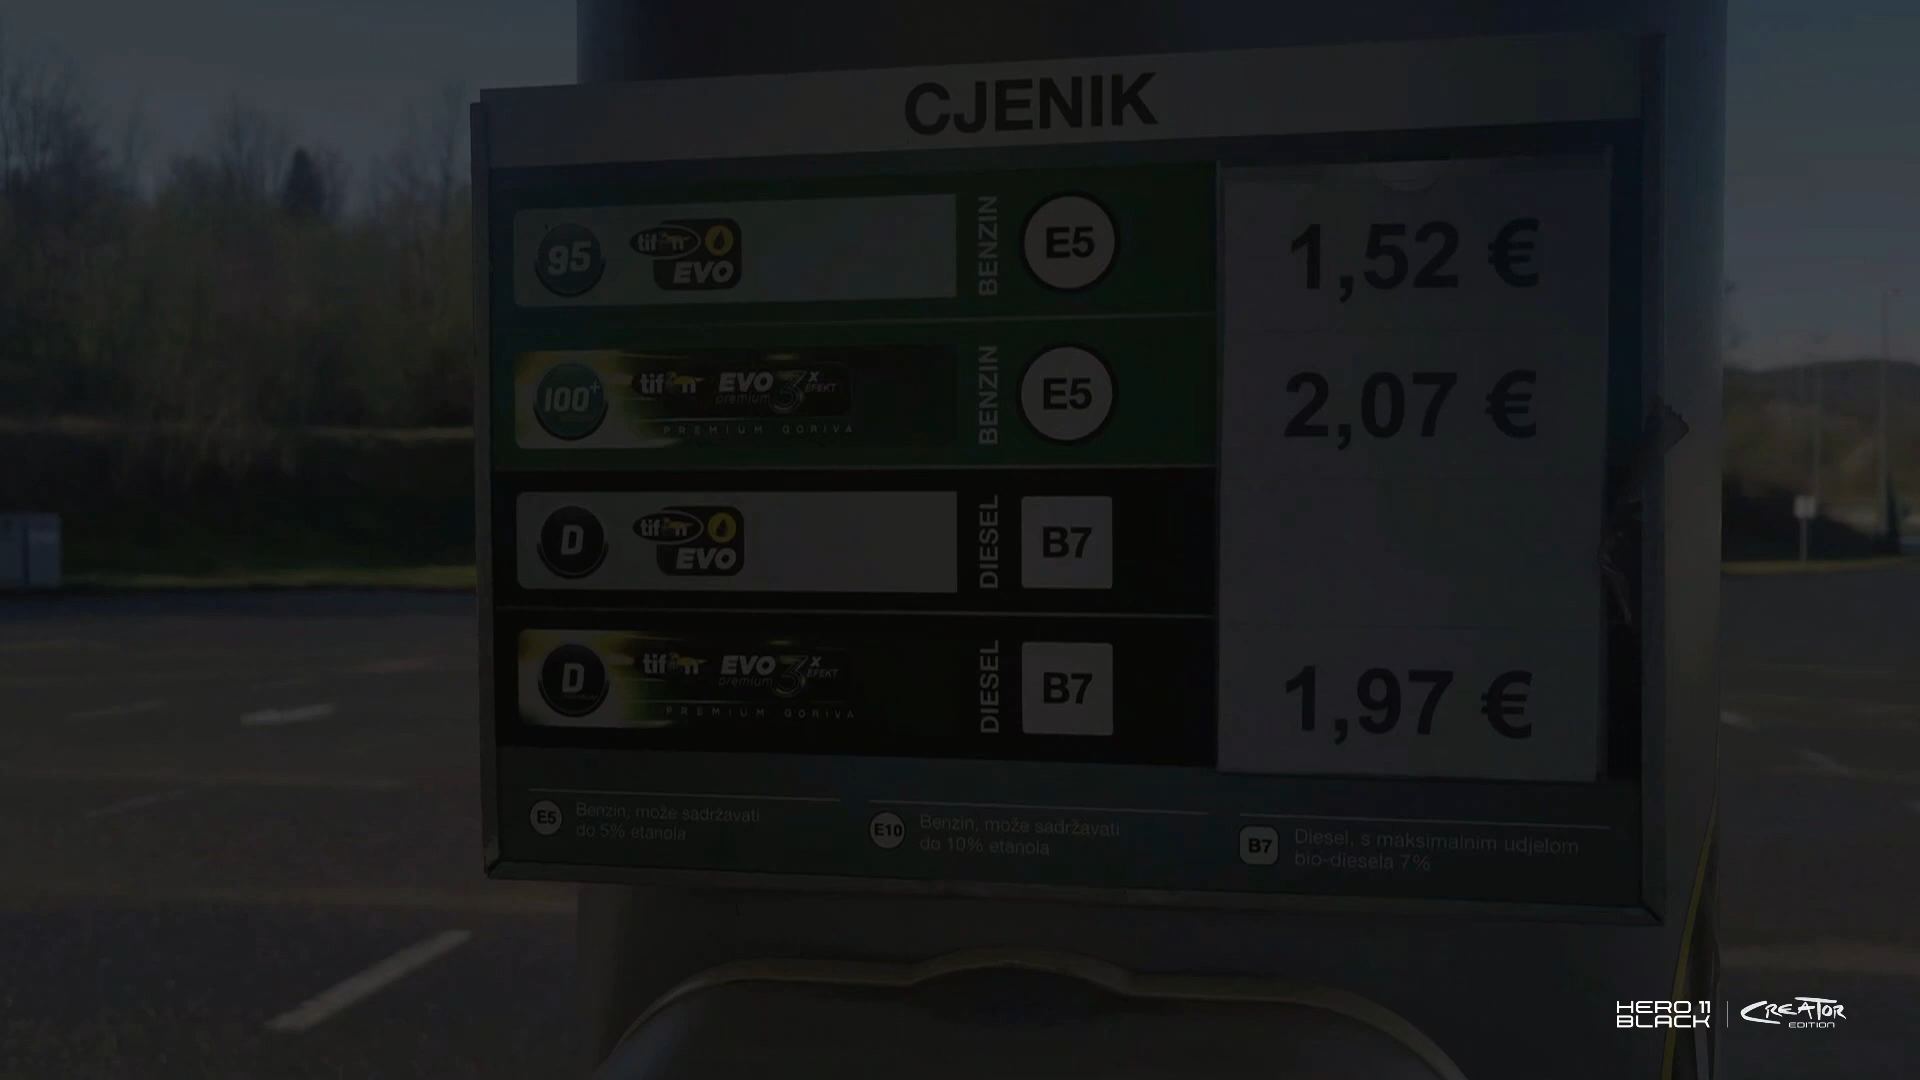 CJENIK
95 tifon EVO BENZIN E5 1,52 €
100+ tifon EVO premium 3x EFEKT BENZIN E5 2,07 €
PREMIUM GORIVA
D tifon EVO DIESEL B7
D tifon EVO premium 3x EFEKT DIESEL B7 1,97 €
PREMIUM GORIVA
E5 Benzin, može sadržavati
do 5% etanola
E10 Benzin, može sadržavati
do 10% etanola
B7 Diesel, s maksimalnim udjelom
bio-diesela 7%
HERO 11
BLACK
CREATOR
EDITION